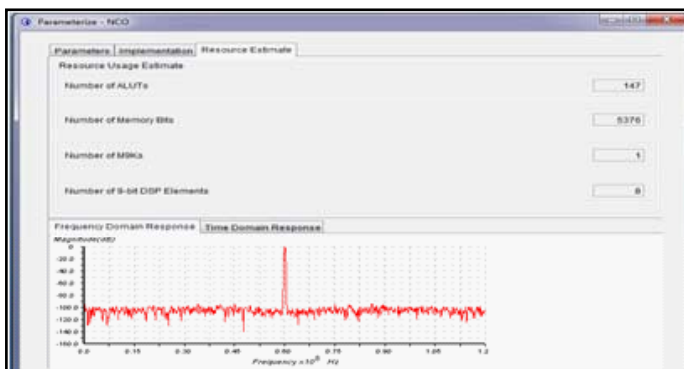 Parameterize - NCO
Parameters Implementation Resource Estimate
Resource Usage Estimate
Number of ALUTs 147
Number of Memory Bits 5376
Number of M9Ks 1
Number of 9-bit DSP Elements 8
Frequency Domain Response Time Domain Response
Magnitude(dB)
0
-20.0
-40.0
-60.0
-80.0
-100.0
-120.0
-140.0
-160.0
0.0 0.15 0.30 0.45 0.60 0.75 0.90 1.05 1.2
Frequency ×10⁶ Hz